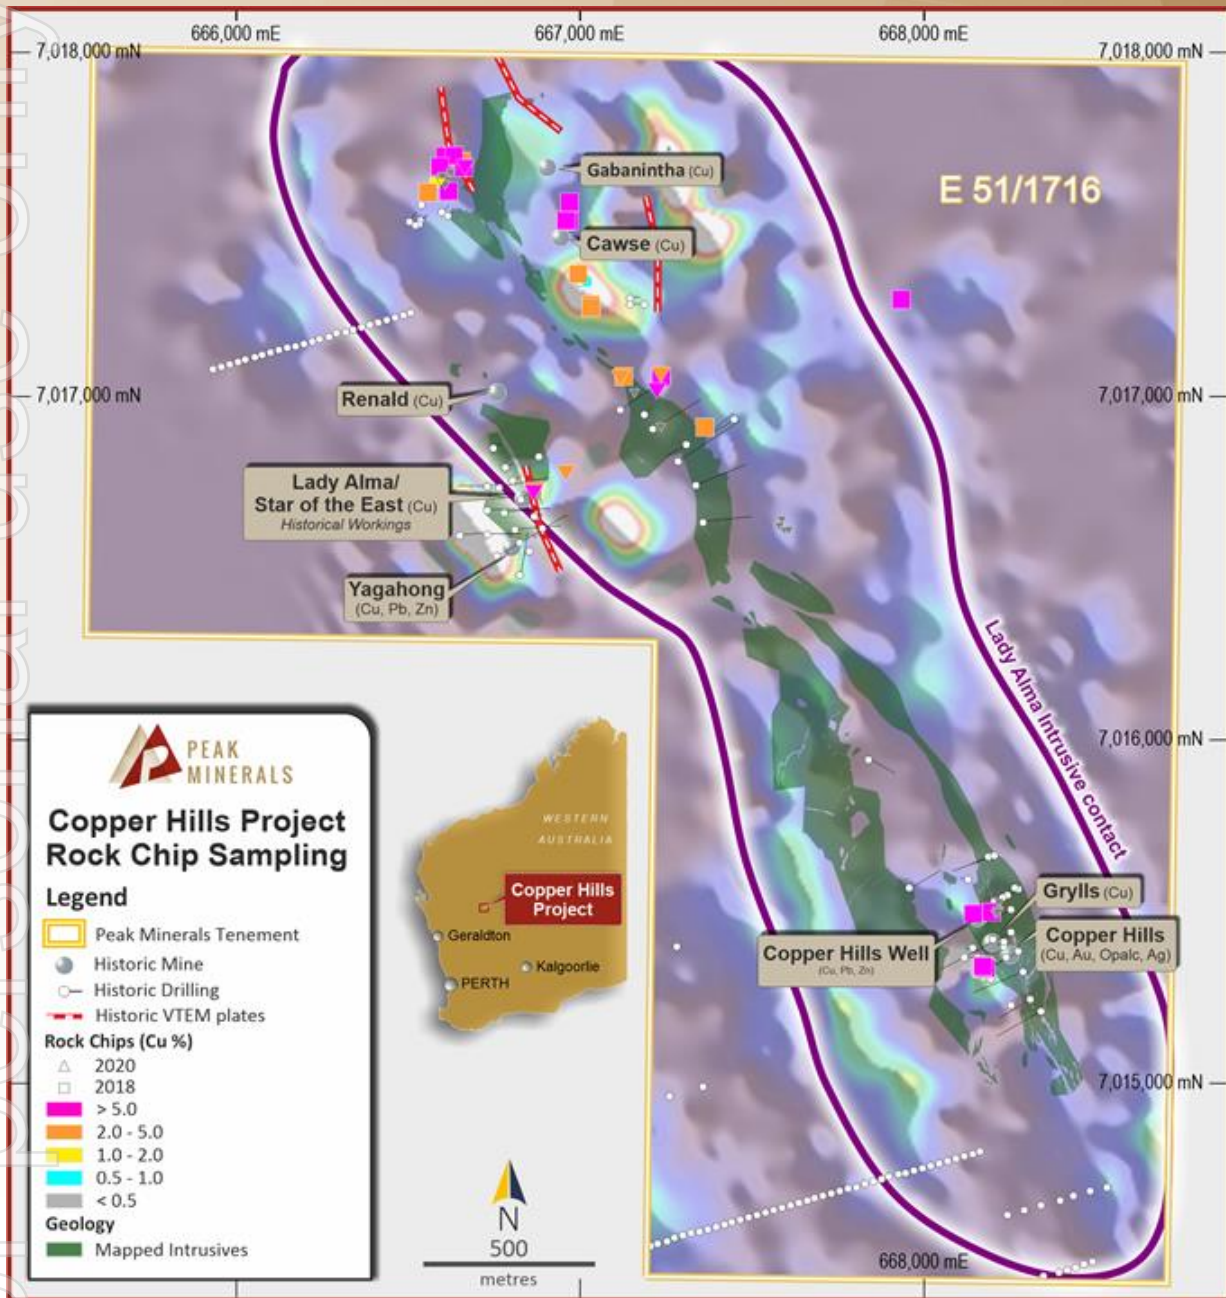 666,000 mE
667,000 mE
668,000 mE
7,018,000 mN
7,018,000 mN
Gabanintha (Cu)
E 51/1716
Cawse (Cu)
7,017,000 mN
Renald (Cu)
7,017,000 mN
Lady Alma/
Star of the East (Cu)
Historical Workings
Yagahong
(Cu, Pb, Zn)
Lady Alma Intrusive contact
7,016,000 mN
PEAK
MINERALS
Copper Hills Project
Rock Chip Sampling
Legend
Peak Minerals Tenement
Historic Mine
Historic Drilling
Historic VTEM plates
Rock Chips (Cu %)
2020
2018
> 5.0
2.0 - 5.0
1.0 - 2.0
0.5 - 1.0
< 0.5
Geology
Mapped Intrusives
WESTERN
AUSTRALIA
Copper Hills
Project
Geraldton
Kalgoorlie
PERTH
Grylls (Cu)
Copper Hills Well
(Cu, Pb, Zn)
Copper Hills
(Cu, Au, Opalc, Ag)
7,015,000 mN
N
500
metres
668,000 mE